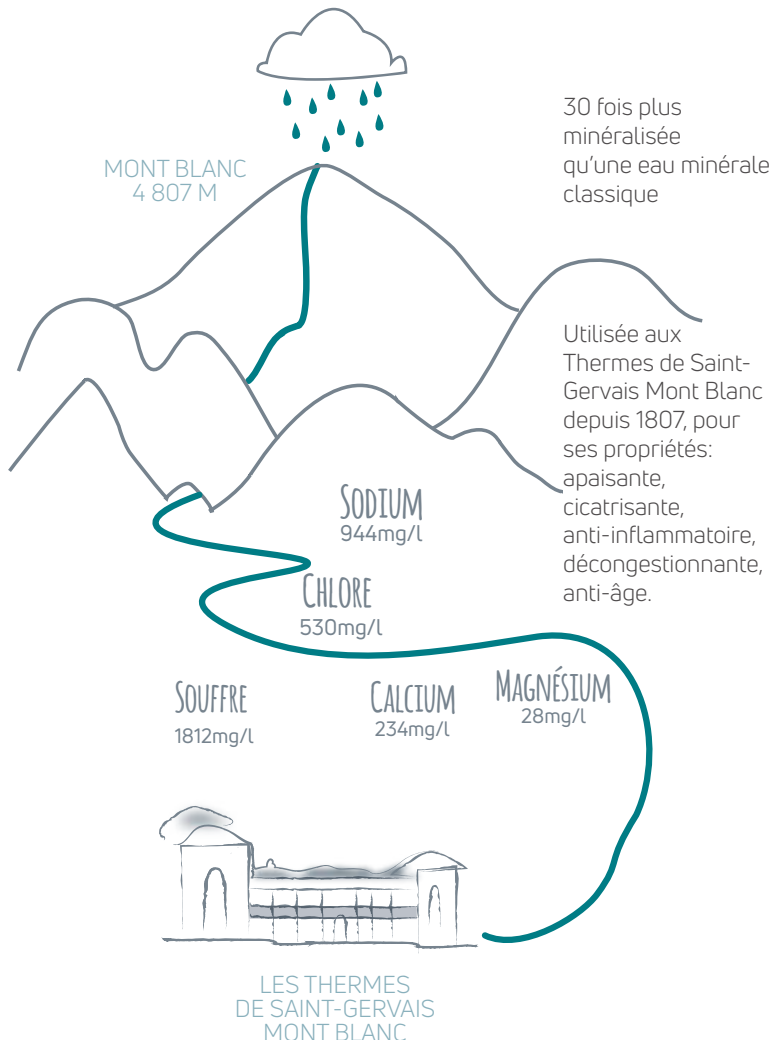 30 fois plus
minéralisée
qu'une eau minérale
classique
MONT BLANC
4 807 M
Utilisée aux
Thermes de Saint-
Gervais Mont Blanc
depuis 1807, pour
ses propriétés:
apaisante,
cicatrisante,
anti-inflammatoire,
décongestionnante,
anti-âge.
SODIUM
944mg/l
CHLORE
530mg/l
SOUFFRE
1812mg/l
CALCIUM
234mg/l
MAGNÉSIUM
28mg/l
LES THERMES
DE SAINT-GERVAIS
MONT BLANC